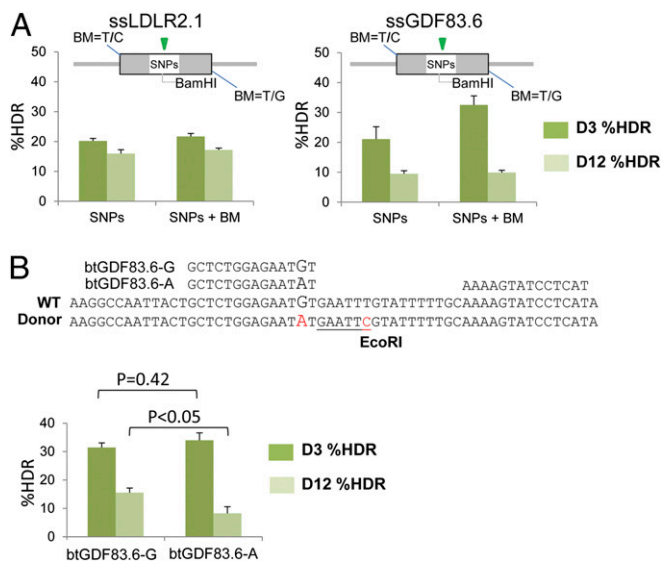 A
ssLDLR2.1
ssGDF83.6
BM=T/C
SNPs
BamHI
BM=T/G
BM=T/C
SNPs
BamHI
BM=T/G
%HDR
50
40
30
20
10
0
SNPs
SNPs + BM
%HDR
50
40
30
20
10
0
SNPs
SNPs + BM
D3 %HDR
D12 %HDR
B
btGDF83.6-G GCTCTGGAGAATGT
btGDF83.6-A GCTCTGGAGAATAT AAAAGTATCCTCAT
WT AAGGCCAATTACTGCTCTGGAGAATGTGAATTTGTATTTTTGCAAAAGTATCCTCATA
Donor AAGGCCAATTACTGCTCTGGAGAATATGAATTCGTATTTTTGCAAAAGTATCCTCATA
EcoRI
P=0.42
P<0.05
%HDR
40
30
20
10
0
btGDF83.6-G
btGDF83.6-A
D3 %HDR
D12 %HDR